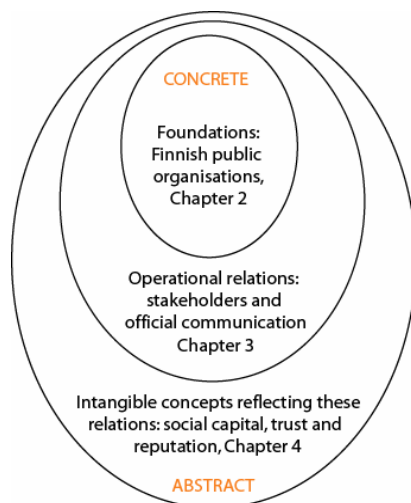 CONCRETE
Foundations:
Finnish public
organisations,
Chapter 2
Operational relations:
stakeholders and
official communication
Chapter 3
Intangible concepts reflecting these
relations: social capital, trust and
reputation, Chapter 4
ABSTRACT